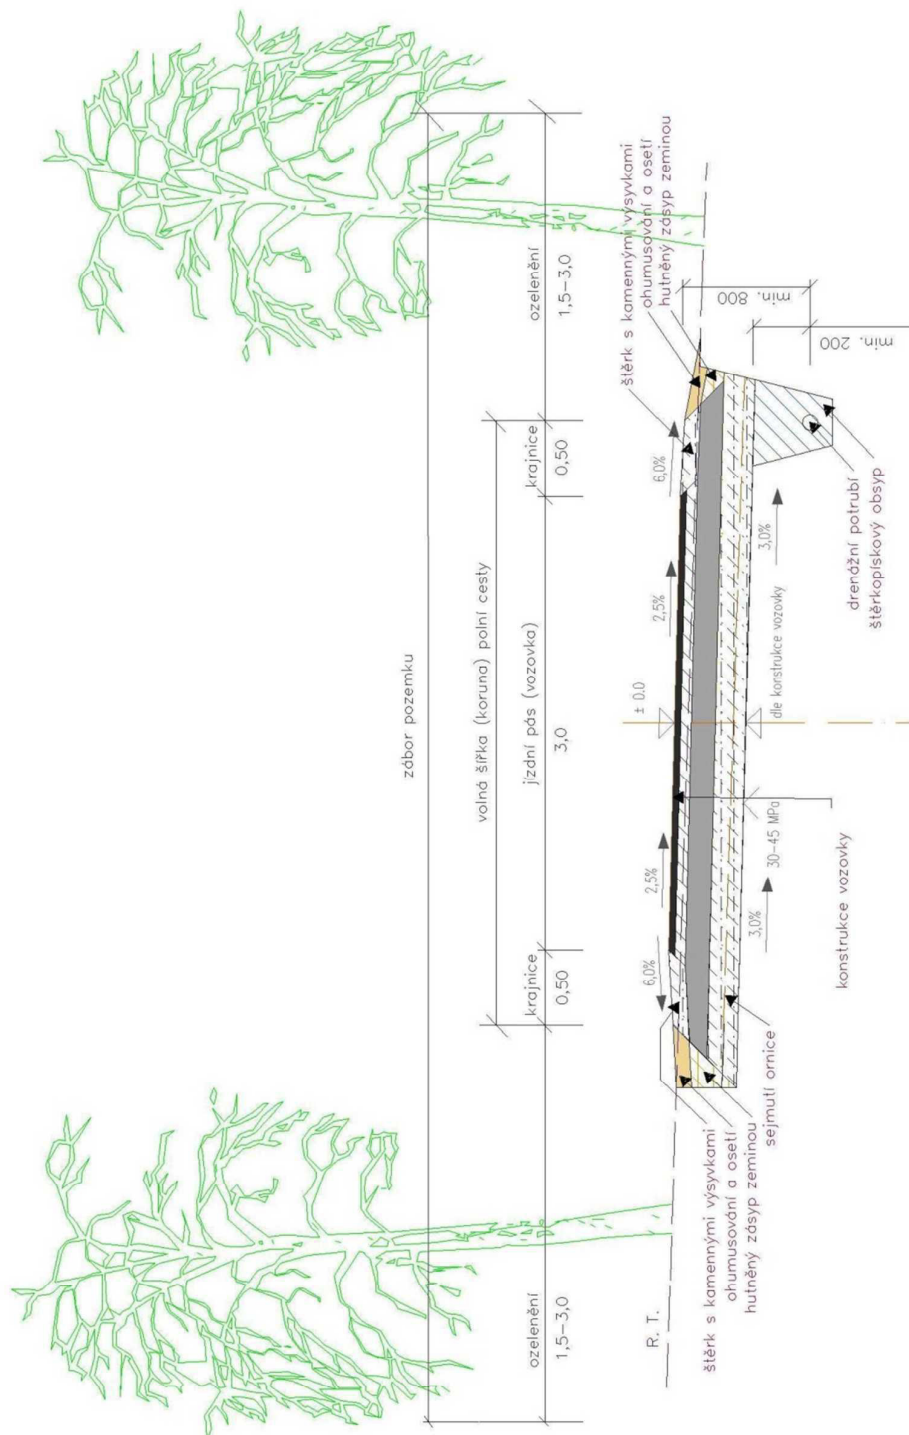 zábor pozemku
volná šířka (koruna) polní cesty
ozelenění
krajnice
jízdní pás (vozovka)
krajnice
ozelenění
1,5–3,0
0,50
3,0
0,50
1,5–3,0
R. T.
6,0%
2,5%
± 0.0
2,5%
6,0%
štěrk s kamennými výsyvkami
ohumusování a osetí
hutněný zásyp zeminou
štěrk s kamennými výsyvkami
ohumusování a osetí
hutněný zásyp zeminou
sejmutí ornice
3,0%
30–45 MPa
dle konstrukce vozovky
3,0%
konstrukce vozovky
drenážní potrubí
štěrkopískový obsyp
min. 800
min. 200